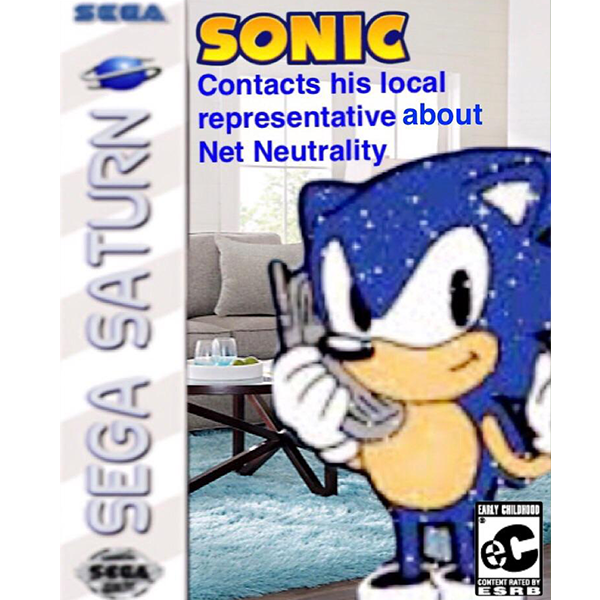 SEGA
SEGA SATURN
SEGA
SONIC
Contacts his local
representative about
Net Neutrality
EARLY CHILDHOOD
®
eC
CONTENT RATED BY
ESRB